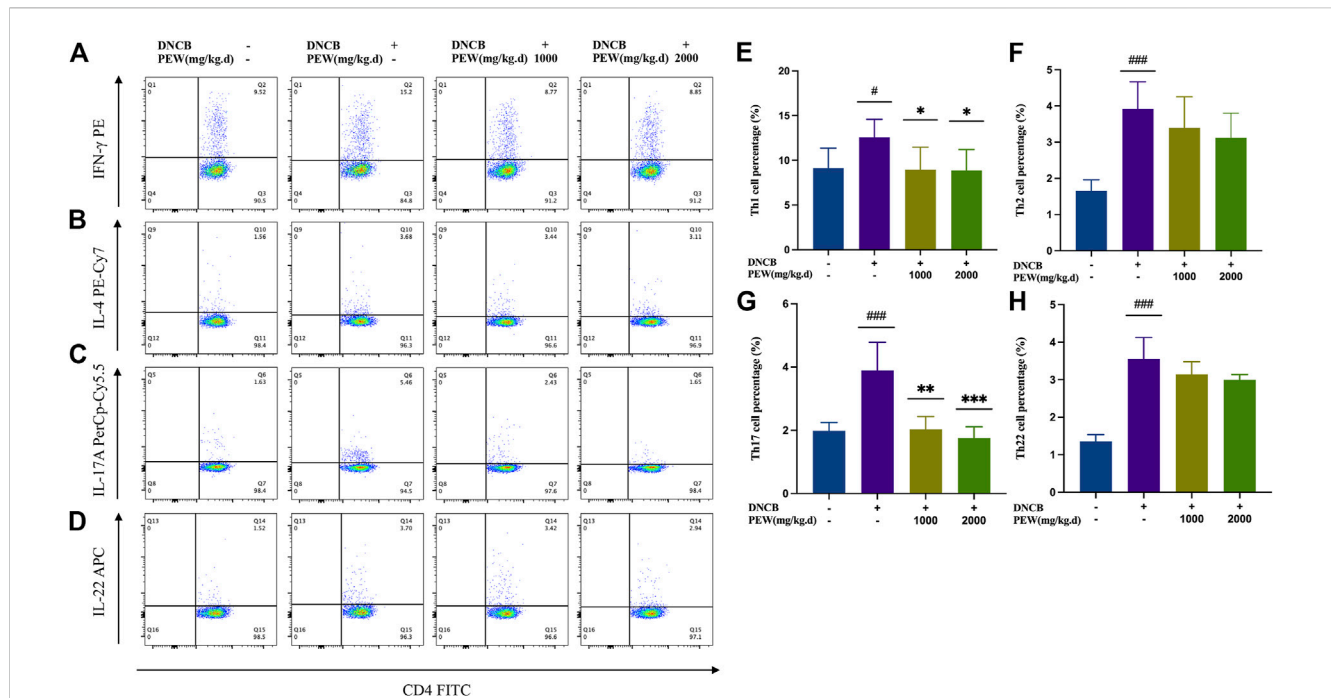 A
DNCB - DNCB + DNCB + DNCB +
PEW(mg/kg.d) - PEW(mg/kg.d) - PEW(mg/kg.d) 1000 PEW(mg/kg.d) 2000
IFN-γ PE
Q1 0 Q2 9.52 Q4 0 Q3 90.5
Q1 0 Q2 15.2 Q4 0 Q3 84.8
Q1 0 Q2 8.77 Q4 0 Q3 91.2
Q1 0 Q2 8.85 Q4 0 Q3 91.2
B
IL-4 PE-Cy7
Q9 0 Q10 1.56 Q12 0 Q11 98.4
Q9 0 Q10 3.68 Q12 0 Q11 96.3
Q9 0 Q10 3.44 Q12 0 Q11 96.6
Q9 0 Q10 3.11 Q12 0 Q11 96.9
C
IL-17A PerCp-Cy5.5
Q5 0 Q6 1.63 Q8 0 Q7 98.4
Q5 0 Q6 5.46 Q8 0 Q7 94.5
Q5 0 Q6 2.43 Q8 0 Q7 97.6
Q5 0 Q6 1.65 Q8 0 Q7 98.4
D
IL-22 APC
Q13 0 Q14 1.52 Q16 0 Q15 98.5
Q13 0 Q14 3.70 Q16 0 Q15 96.3
Q13 0 Q14 3.42 Q16 0 Q15 96.6
Q13 0 Q14 2.94 Q16 0 Q15 97.1
CD4 FITC
E
Th1 cell percentage (%)
20
15
10
5
0
# * *
DNCB - + + +
PEW(mg/kg.d) - - 1000 2000
F
Th2 cell percentage (%)
5
4
3
2
1
0
###
DNCB - + + +
PEW(mg/kg.d) - - 1000 2000
G
Th17 cell percentage (%)
6
4
2
0
### ** ***
DNCB - + + +
PEW(mg/kg.d) - - 1000 2000
H
Th22 cell percentage (%)
5
4
3
2
1
0
###
DNCB - + + +
PEW(mg/kg.d) - - 1000 2000